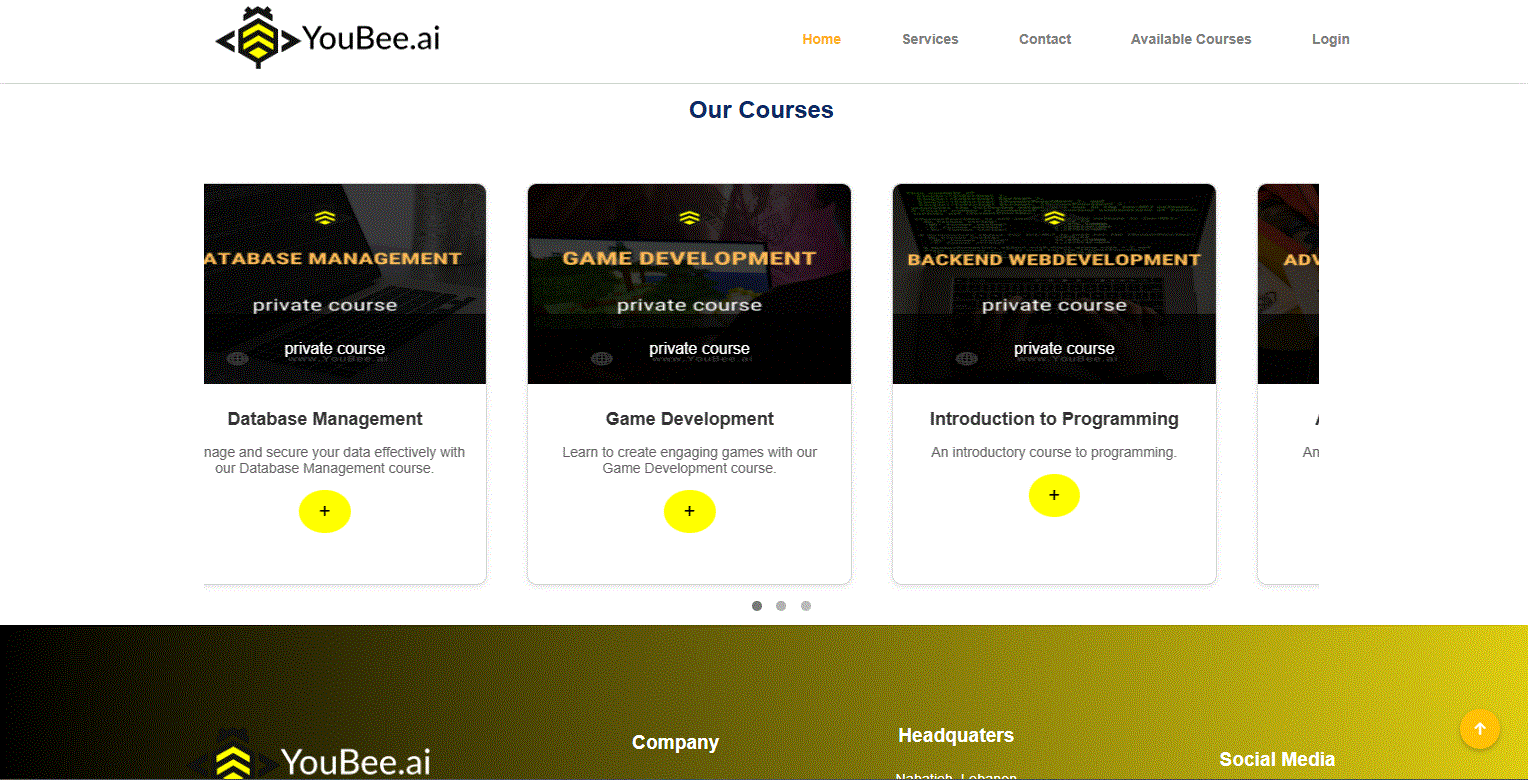 YouBee.ai
Home Services Contact Available Courses Login
Our Courses
ATABASE MANAGEMENT
private course
private course
www.YouBee.ai
Database Management
nage and secure your data effectively with
our Database Management course.
+
GAME DEVELOPMENT
private course
private course
www.YouBee.ai
Game Development
Learn to create engaging games with our
Game Development course.
+
BACKEND WEBDEVELOPMENT
private course
private course
www.YouBee.ai
Introduction to Programming
An introductory course to programming.
+
ADV
An
YouBee.ai
Company
Headquaters
Nabatieh, Lebanon
Social Media